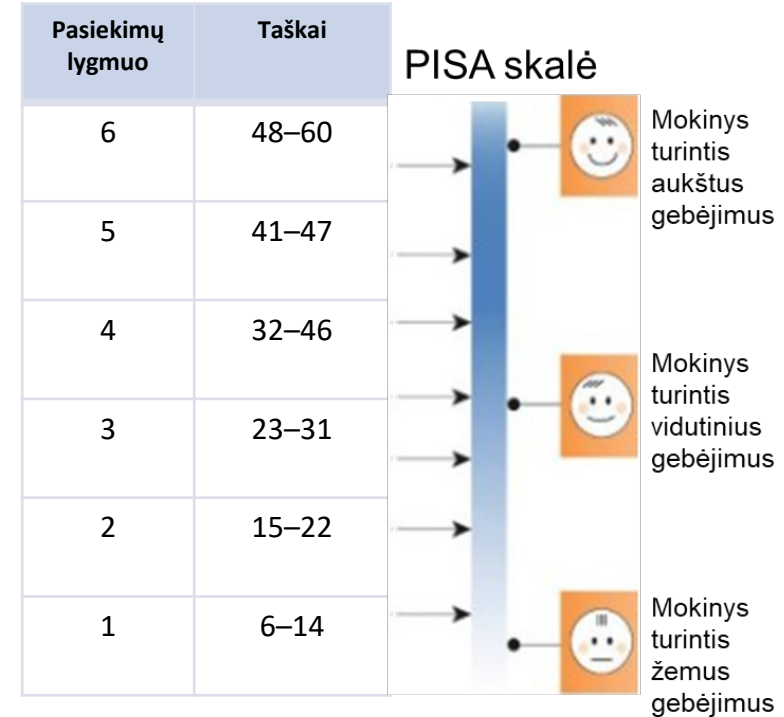 Pasiekimų
lygmuo
Taškai
6
48–60
5
41–47
4
32–46
3
23–31
2
15–22
1
6–14
PISA skalė
Mokinys
turintis
aukštus
gebėjimus
Mokinys
turintis
vidutinius
gebėjimus
Mokinys
turintis
žemus
gebėjimus